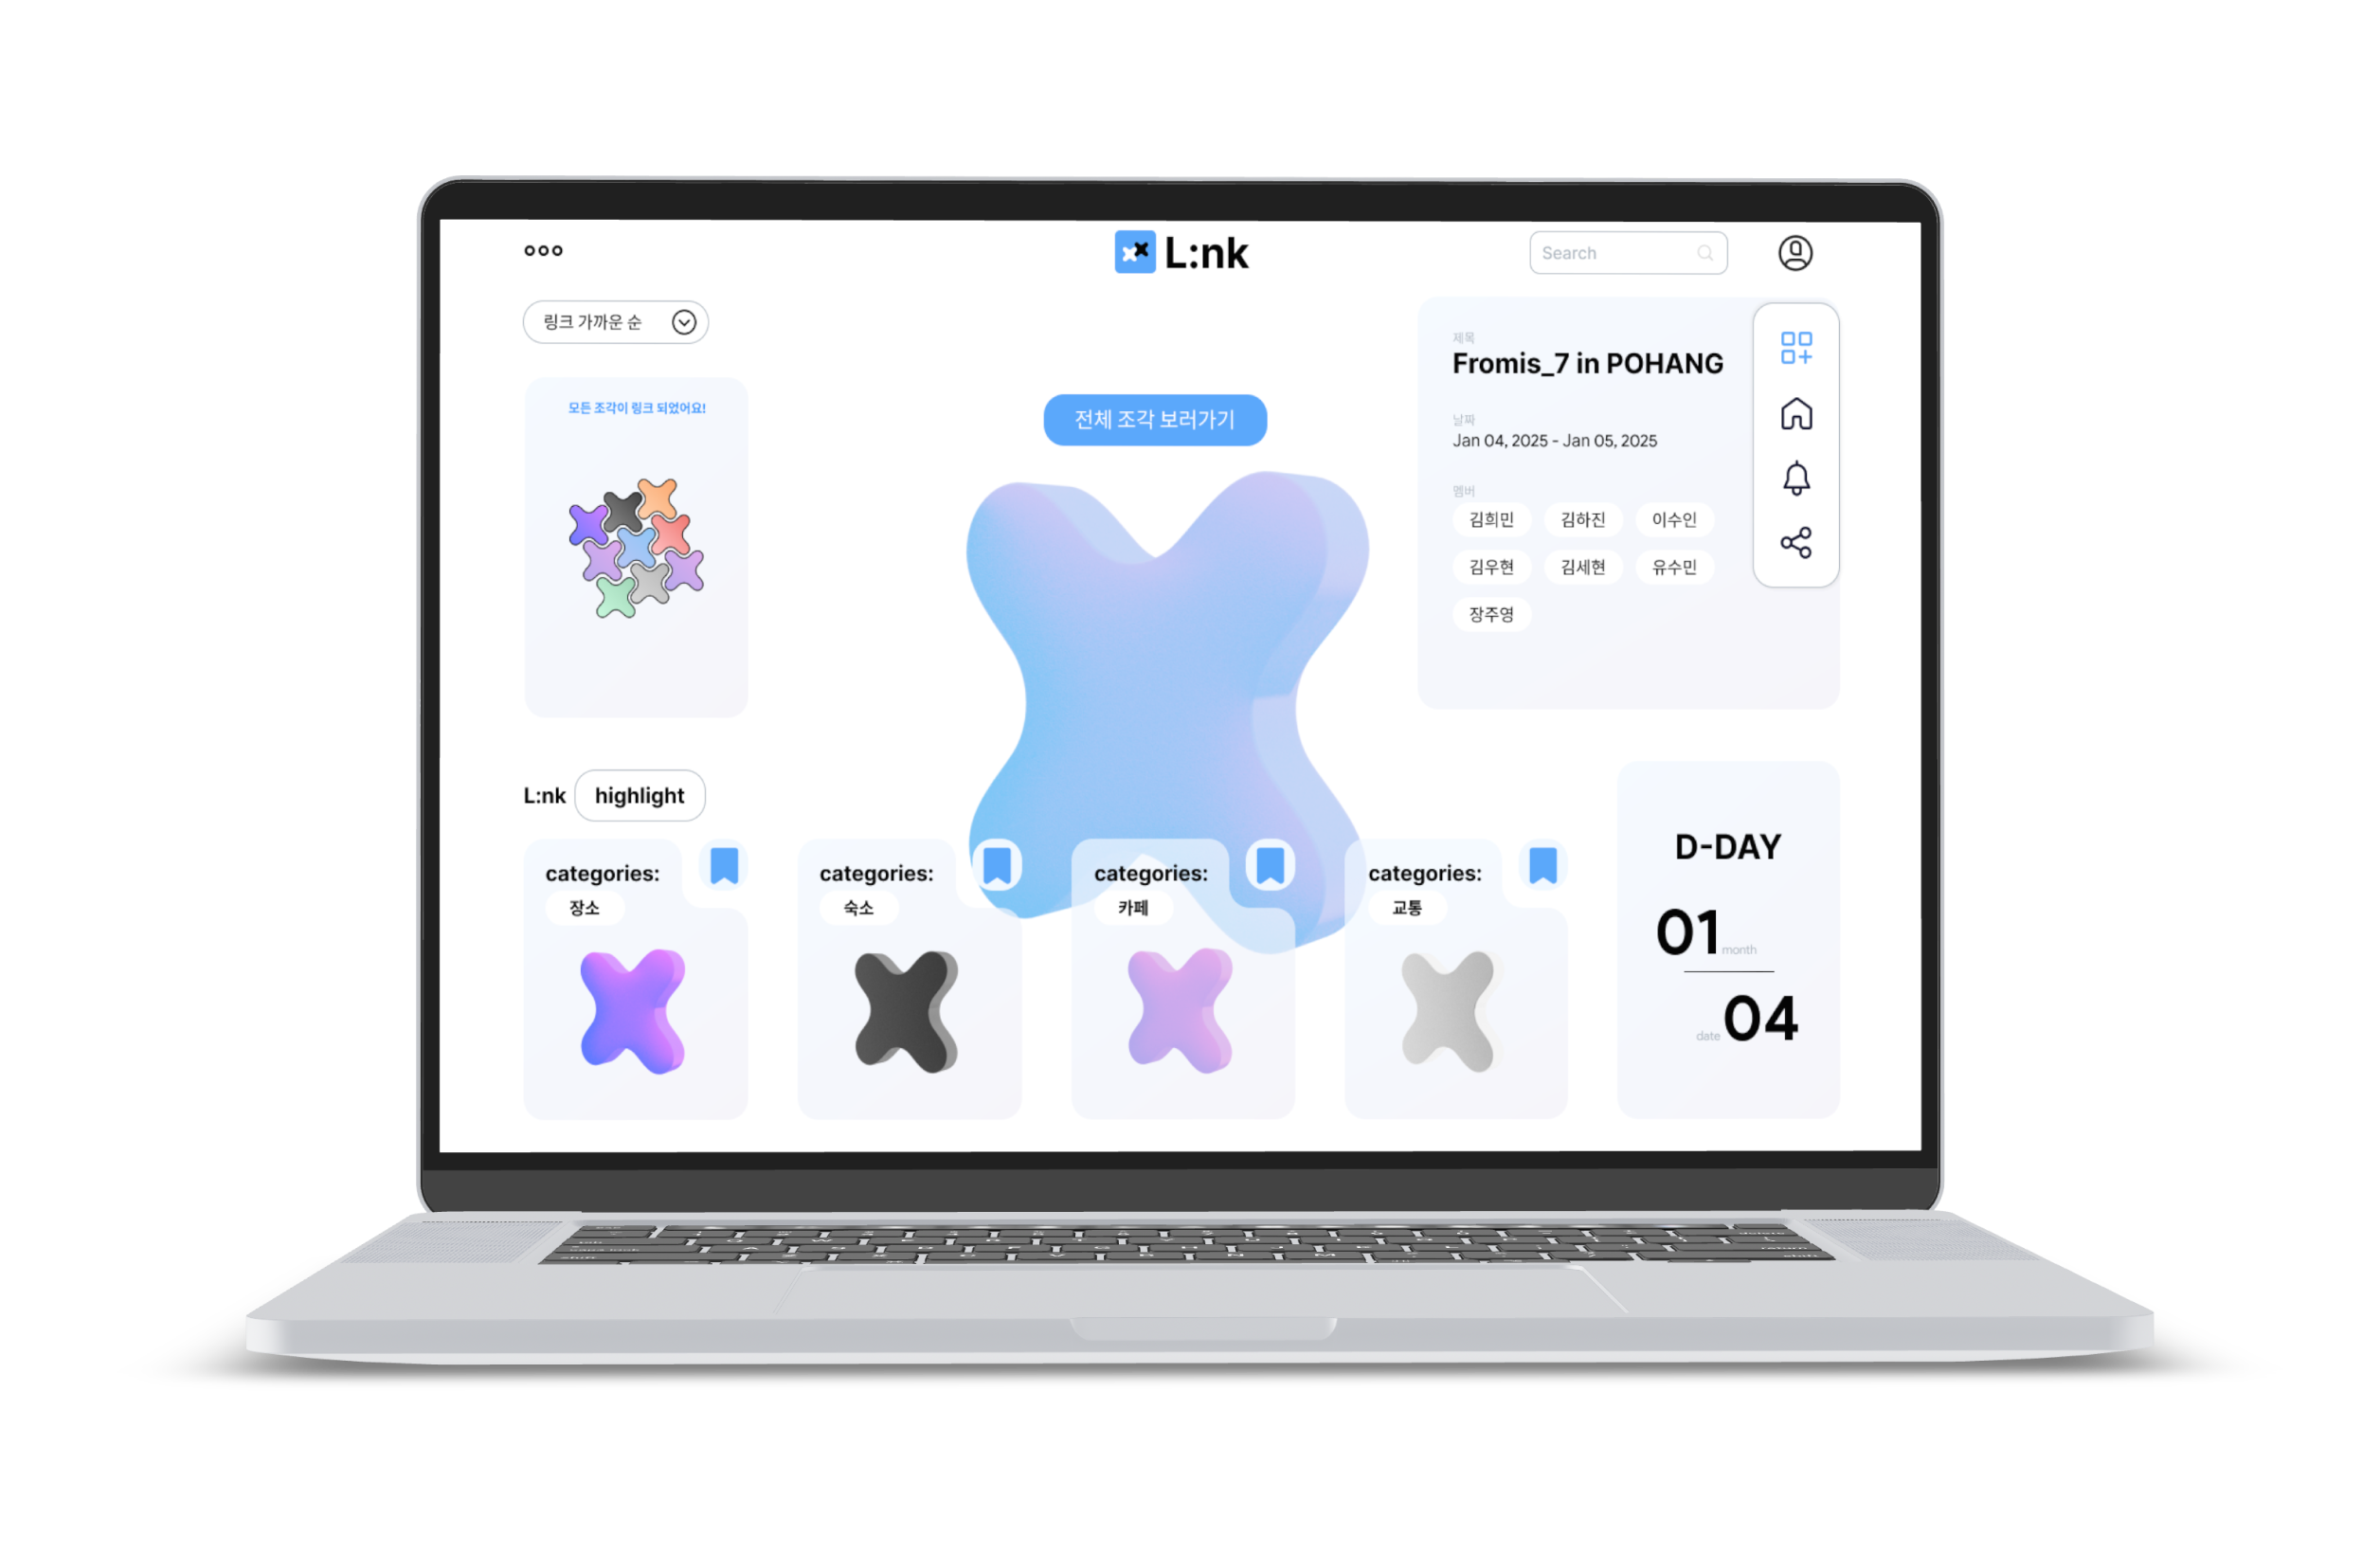 L:nk
Search
링크 가까운 순
모든 조각이 링크 되었어요!
전체 조각 보러가기
제목
Fromis_7 in POHANG
날짜
Jan 04, 2025 - Jan 05, 2025
멤버
김희민 김하진 이수인
김우현 김세현 유수민
장주영
L:nk highlight
categories:
장소
categories:
숙소
categories:
카페
categories:
교통
D-DAY
01 month
date 04